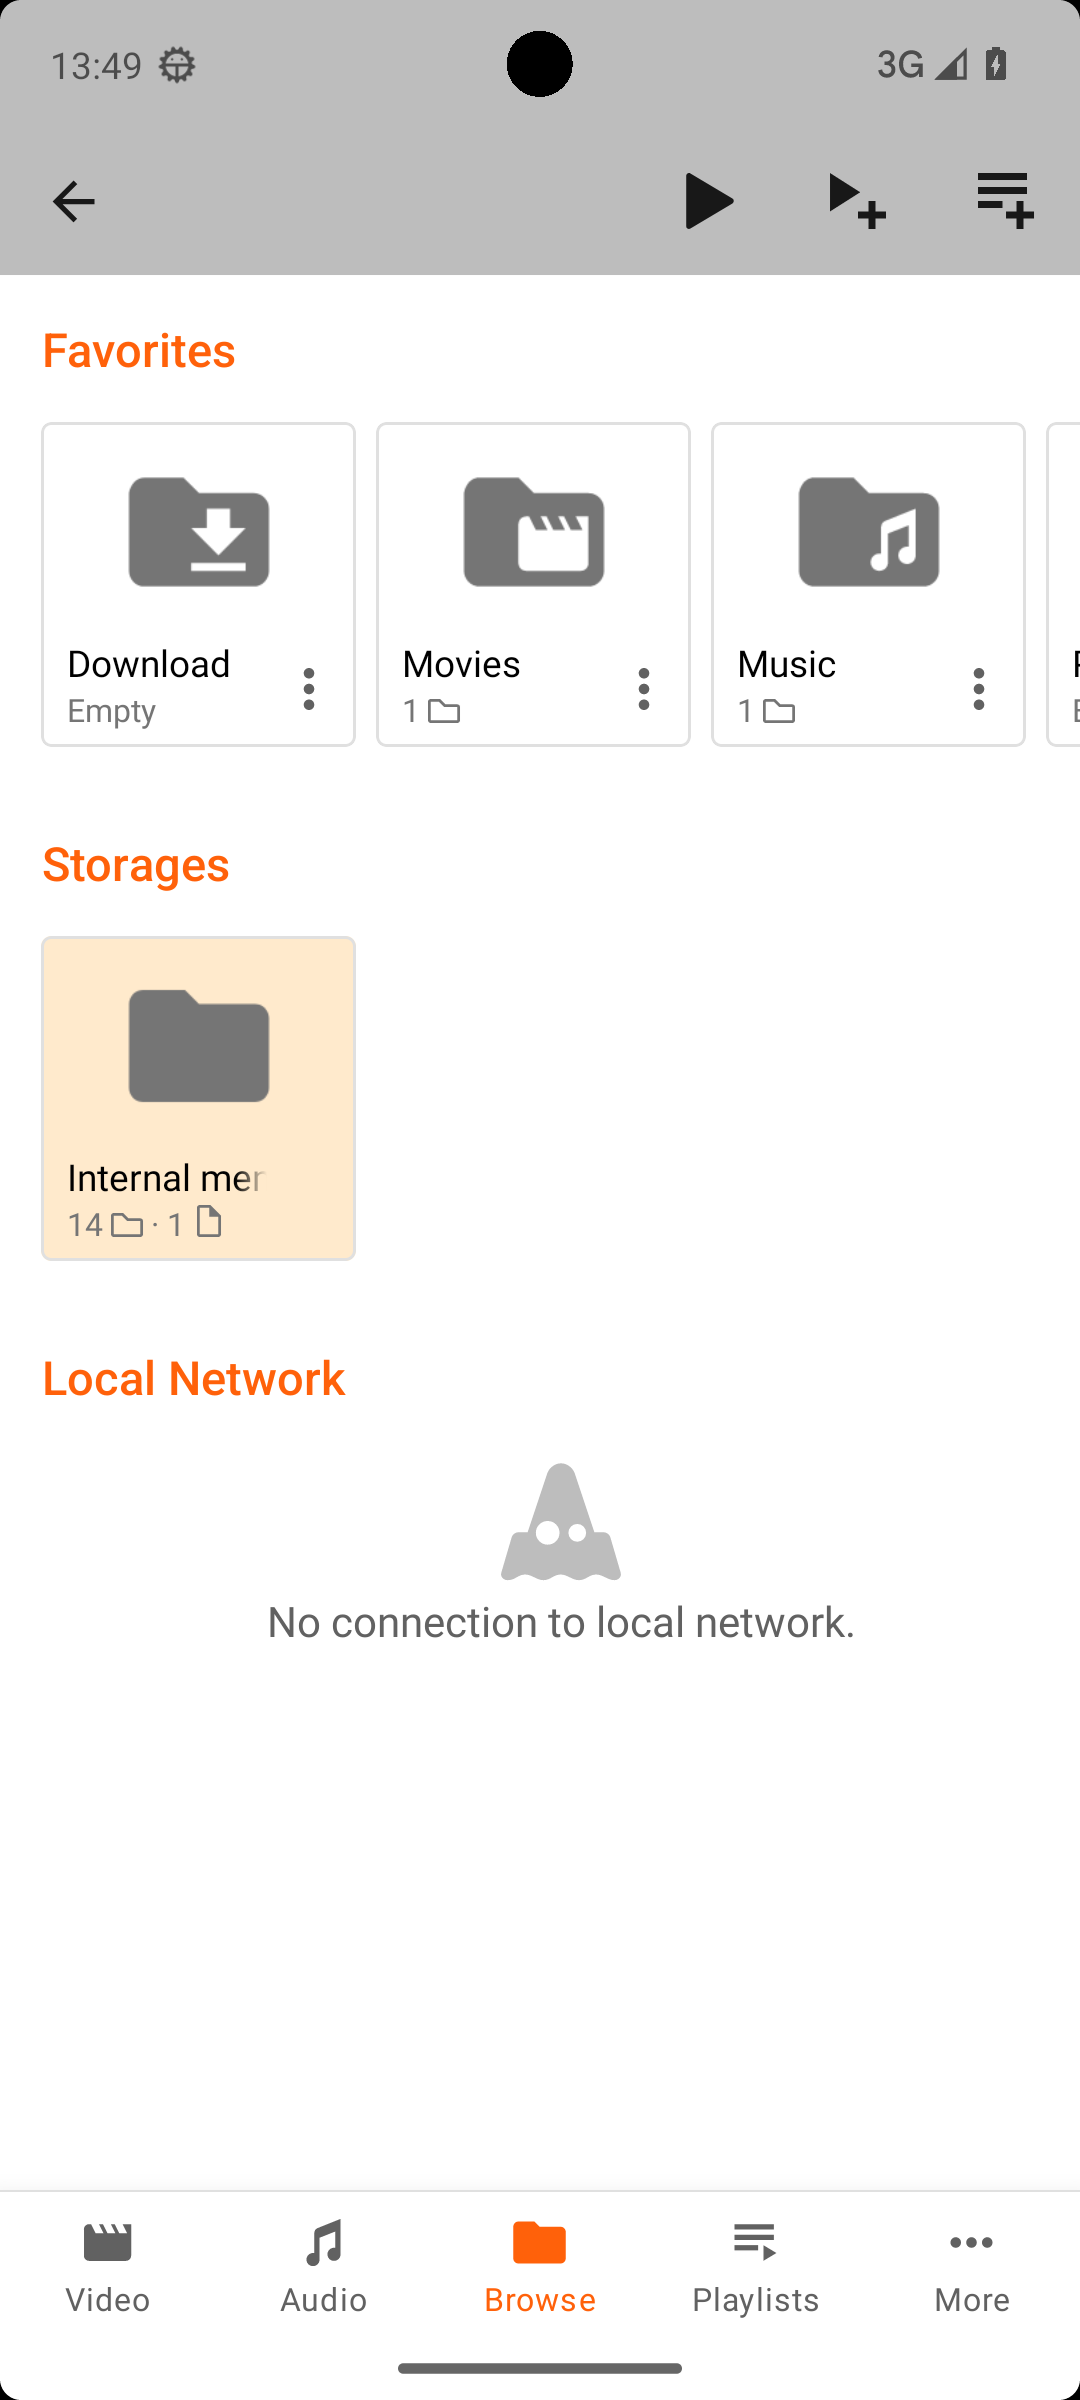 13:49
3G
Favorites
Download
Empty
Movies
1
Music
1
Storages
Internal mer
14 · 1
Local Network
No connection to local network.
Video
Audio
Browse
Playlists
More